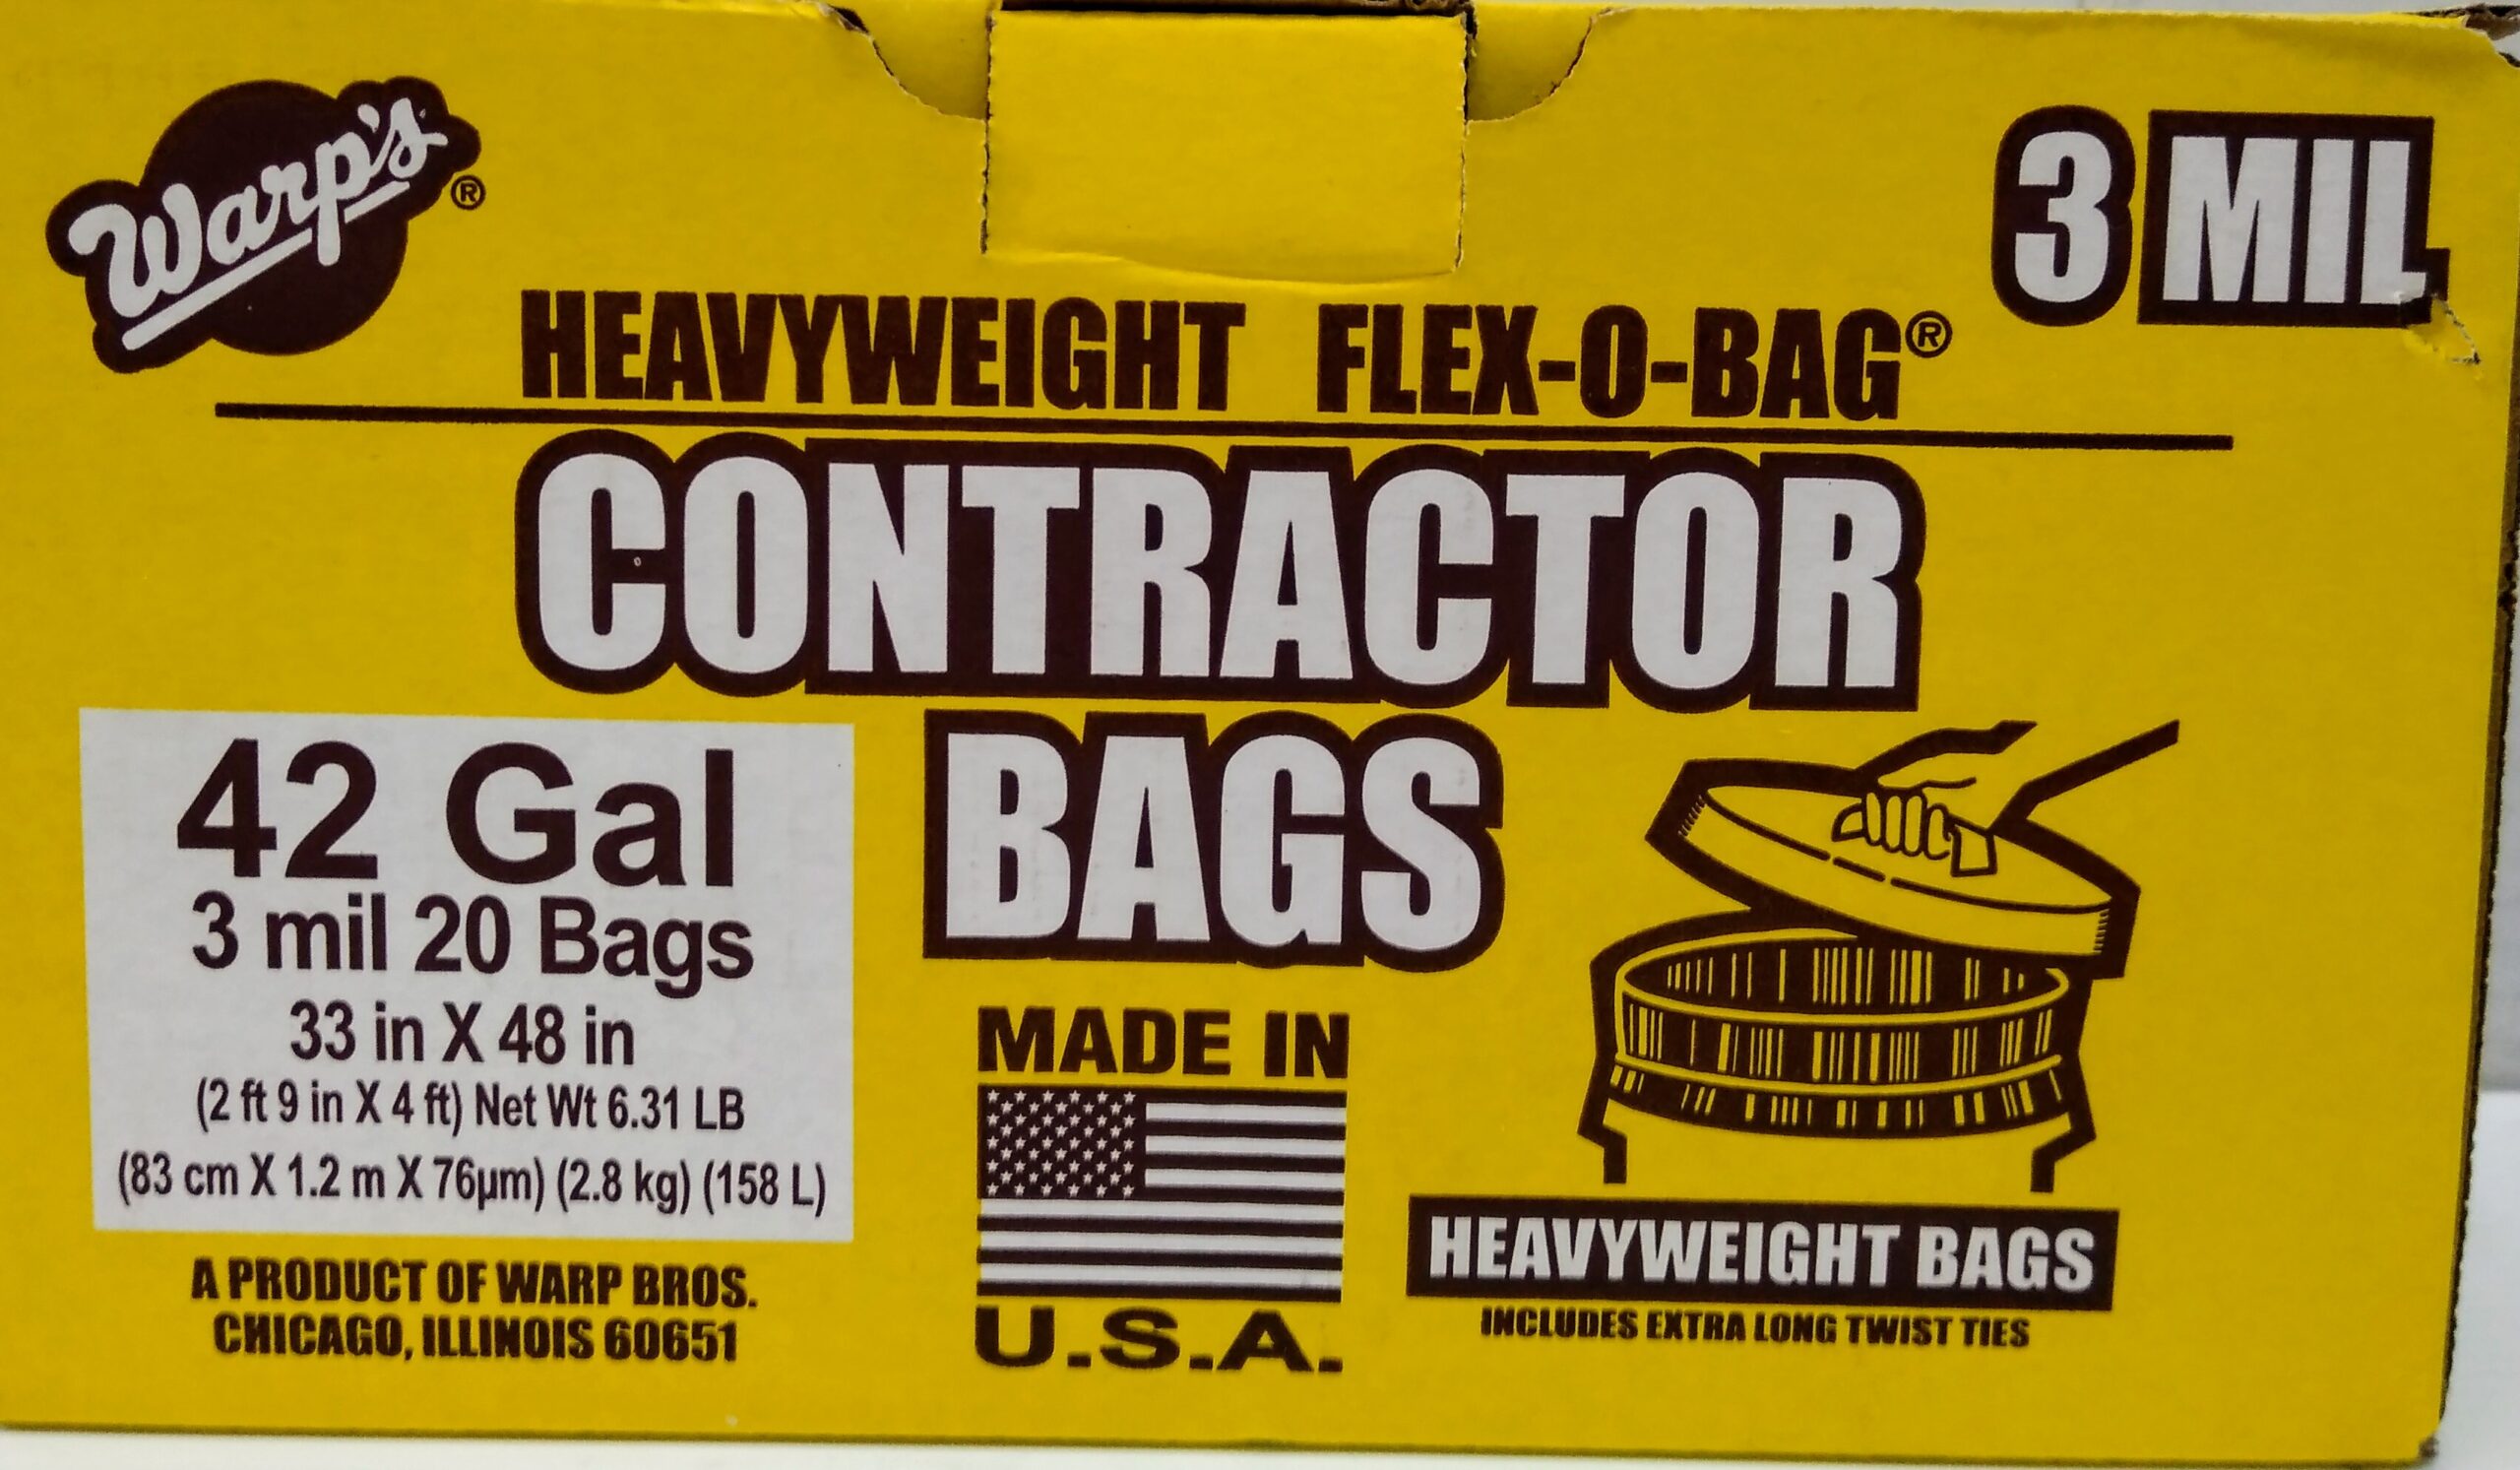 Warp's®
3 MIL
HEAVYWEIGHT FLEX-O-BAG®
CONTRACTOR
BAGS
42 Gal
3 mil 20 Bags
33 in X 48 in
(2 ft 9 in X 4 ft) Net Wt 6.31 LB
(83 cm X 1.2 m X 76µm) (2.8 kg) (158 L)
A PRODUCT OF WARP BROS.
CHICAGO, ILLINOIS 60651
MADE IN
U.S.A.
HEAVYWEIGHT BAGS
INCLUDES EXTRA LONG TWIST TIES